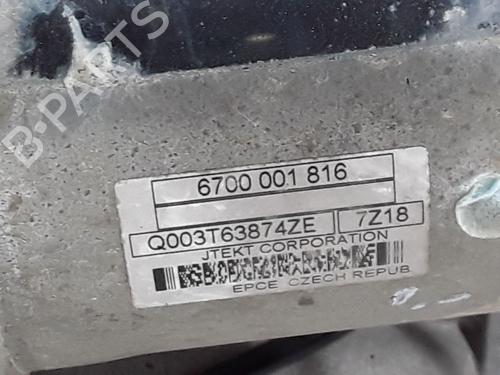 B-PARTS
6700 001 816
Q003T63874ZE 7Z18
JTEKT CORPORATION
EPCE CZECH REPUB